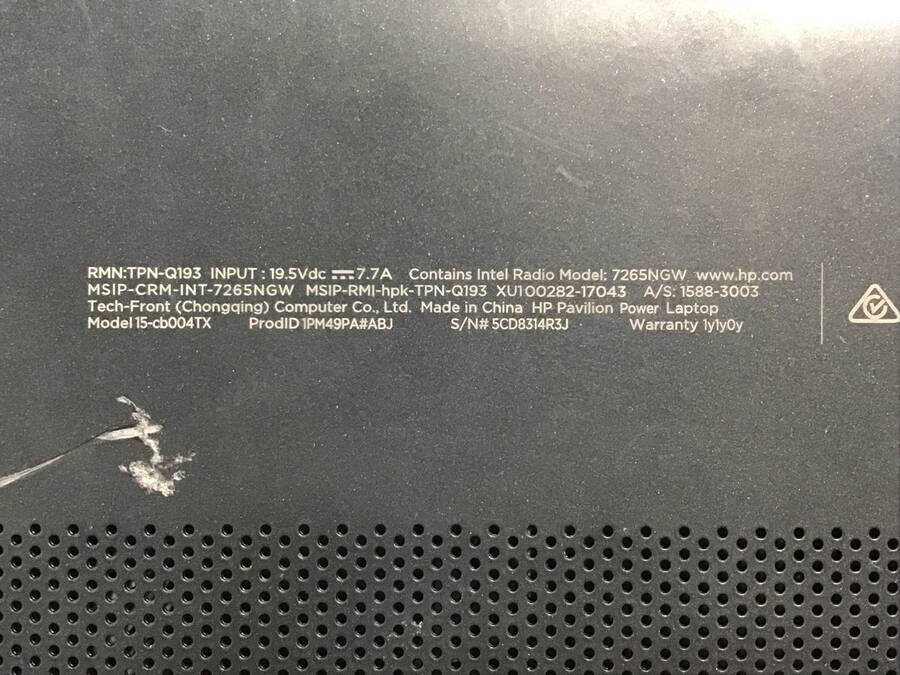 RMN:TPN-Q193 INPUT : 19.5Vdc ⎓ 7.7A Contains Intel Radio Model: 7265NGW www.hp.com
MSIP-CRM-INT-7265NGW MSIP-RMI-hpk-TPN-Q193 XU100282-17043 A/S: 1588-3003
Tech-Front (Chongqing) Computer Co., Ltd. Made in China HP Pavilion Power Laptop
Model 15-cb004TX ProdID 1PM49PA#ABJ S/N# 5CD8314R3J Warranty 1y1y0y